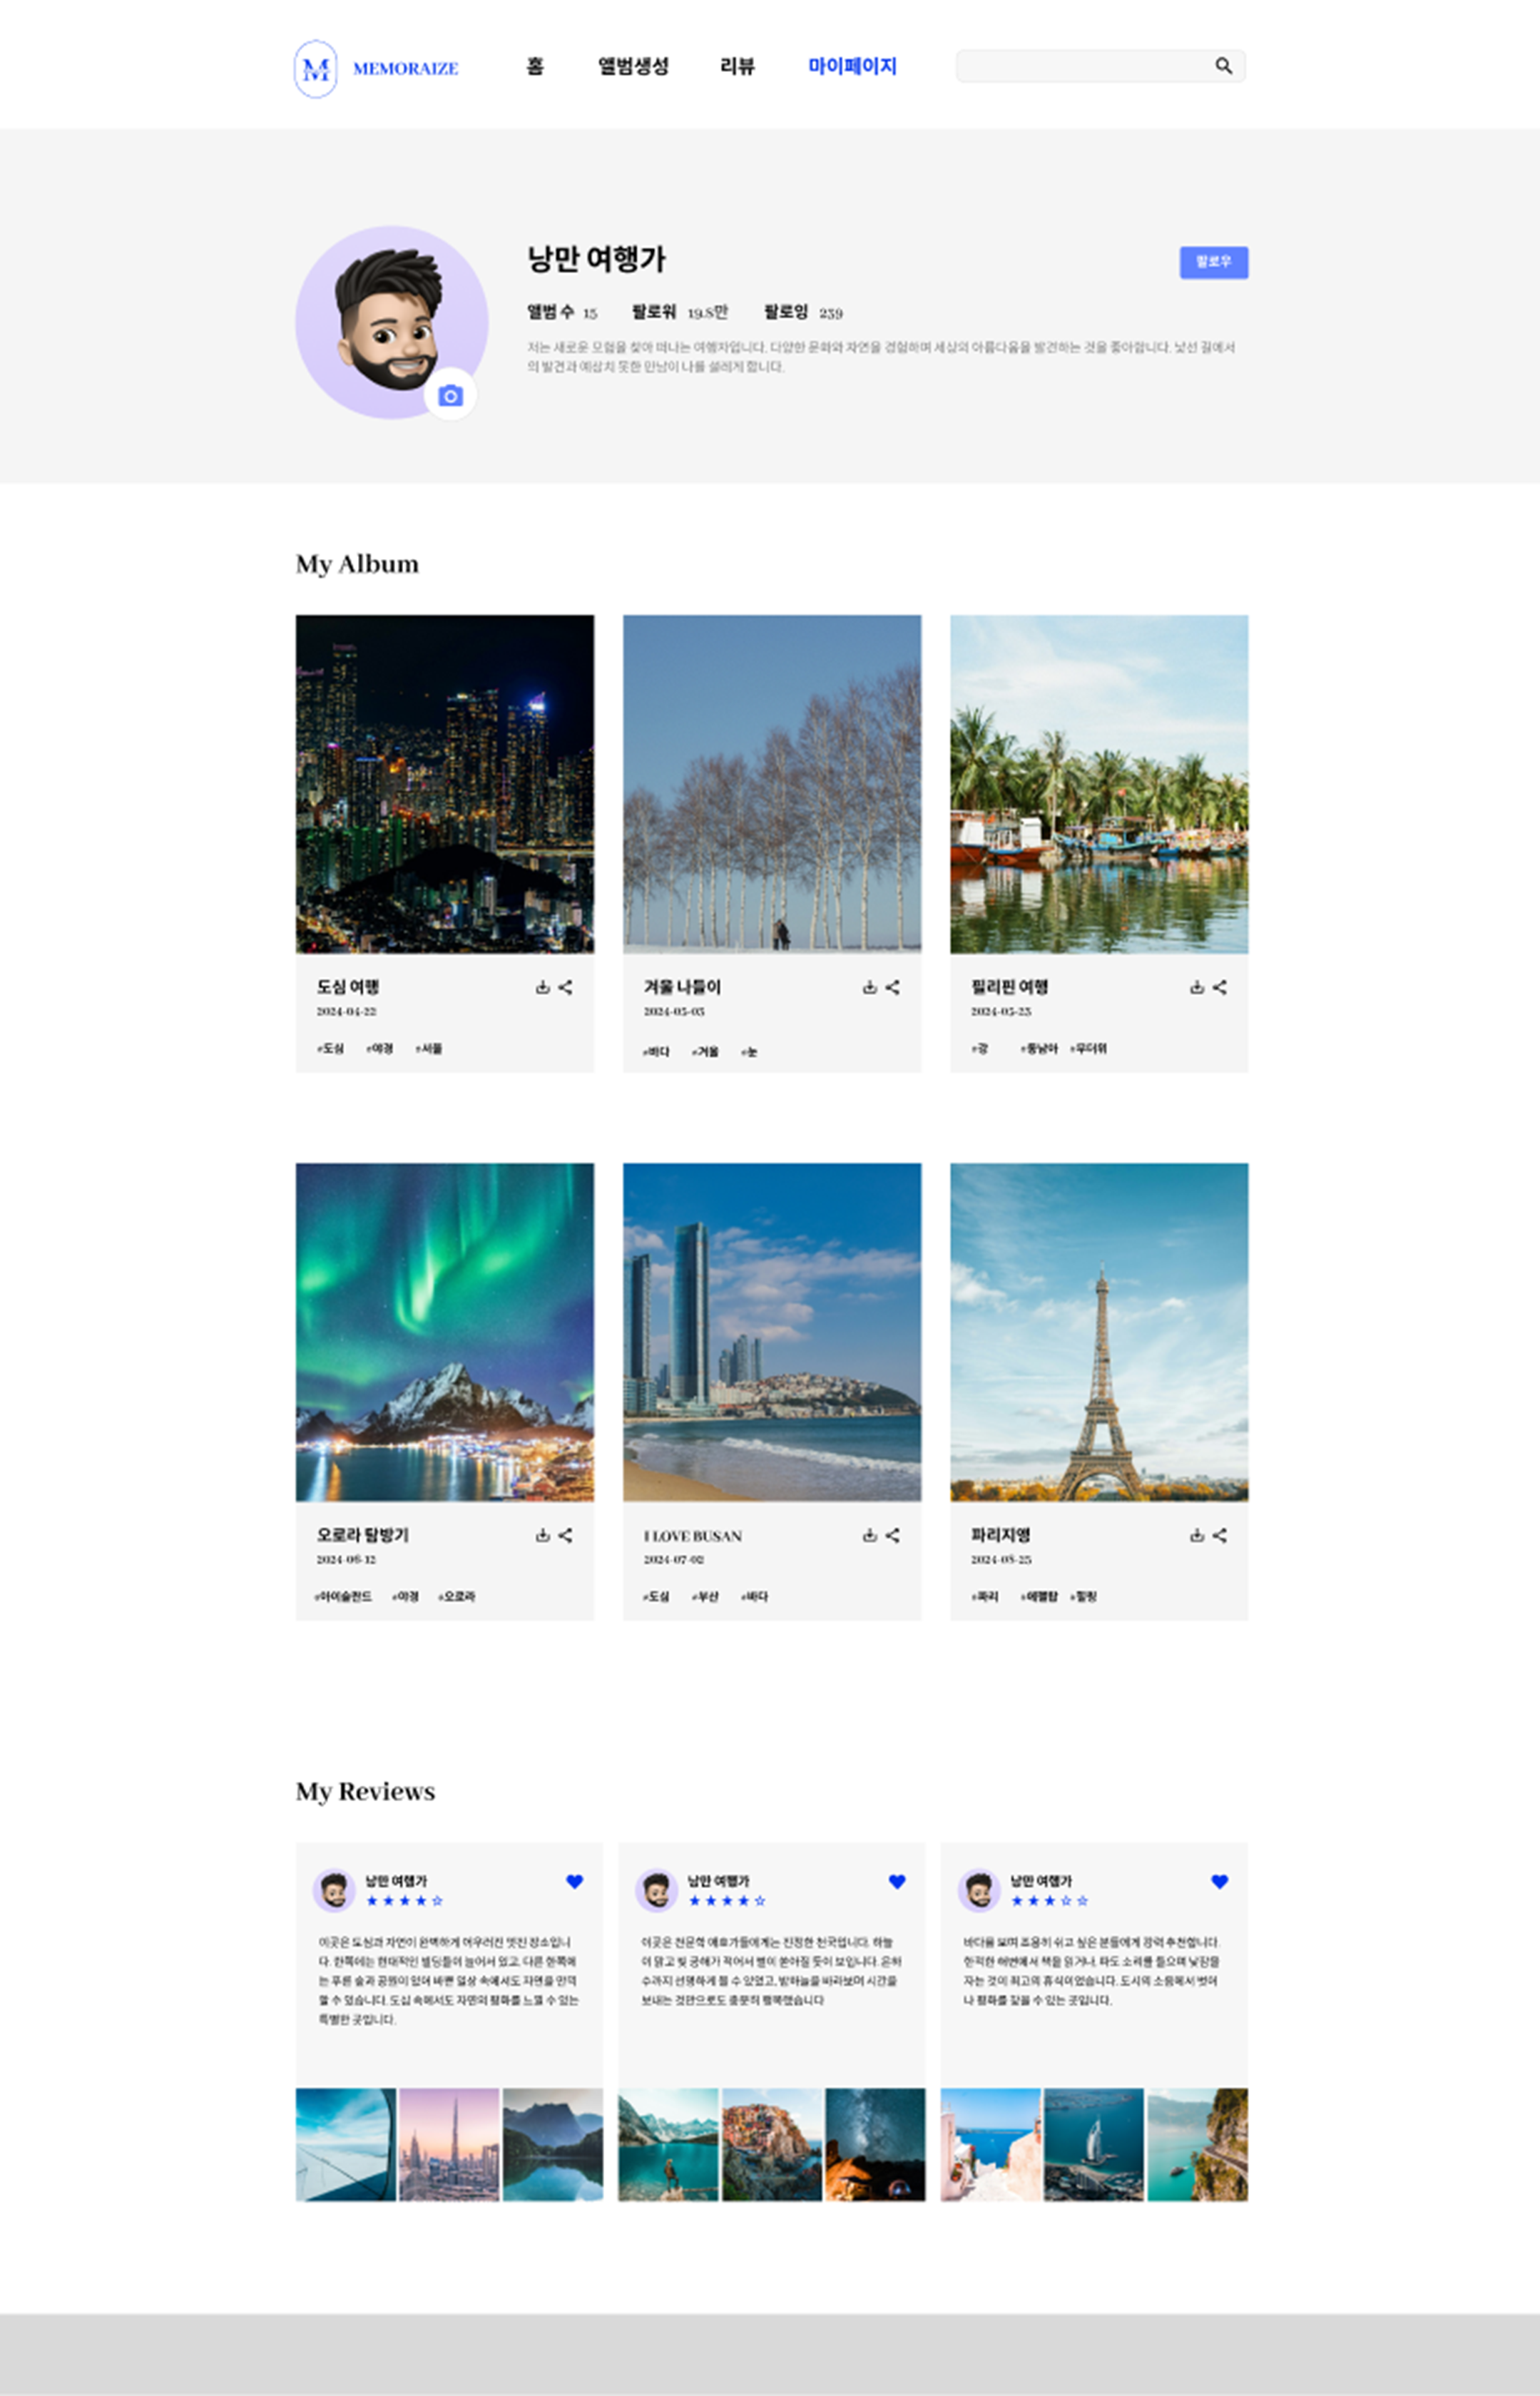 M MEMORAIZE 홈 앨범생성 리뷰 마이페이지
낭만 여행가
팔로우
앨범 수 15 팔로워 19.8만 팔로잉 239
저는 새로운 모험을 찾아 떠나는 여행자입니다. 다양한 문화와 자연을 경험하며 세상의 아름다움을 발견하는 것을 좋아합니다. 낯선 길에서
의 발견과 예상치 못한 만남이 나를 설레게 합니다.
My Album
도심 여행
2024-04-22
#도심 #야경 #서울
겨울 나들이
2024-05-03
#바다 #겨울 #눈
필리핀 여행
2024-05-23
#강 #동남아 #무더위
오로라 탐방기
2024-06-12
#아이슬란드 #야경 #오로라
I LOVE BUSAN
2024-07-02
#도심 #부산 #바다
파리지앵
2024-08-25
#파리 #에펠탑 #힐링
My Reviews
낭만 여행가
★★★★☆
이곳은 도심과 자연이 완벽하게 어우러진 멋진 장소입니
다. 한쪽에는 현대적인 빌딩들이 늘어서 있고, 다른 한쪽에
는 푸른 숲과 공원이 있어 바쁜 일상 속에서도 자연을 만끽
할 수 있습니다. 도심 속에서도 자연의 평화를 느낄 수 있는
특별한 곳입니다.
낭만 여행가
★★★★☆
이곳은 천문학 애호가들에게는 진정한 천국입니다. 하늘
이 맑고 빛 공해가 적어서 별이 쏟아질 듯이 보입니다. 은하
수까지 선명하게 볼 수 있었고, 밤하늘을 바라보며 시간을
보내는 것만으로도 충분히 행복했습니다
낭만 여행가
★★★☆☆
바다를 보며 조용히 쉬고 싶은 분들에게 강력 추천합니다.
한적한 해변에서 책을 읽거나, 파도 소리를 들으며 낮잠을
자는 것이 최고의 휴식이었습니다. 도시의 소음에서 벗어
나 평화를 찾을 수 있는 곳입니다.